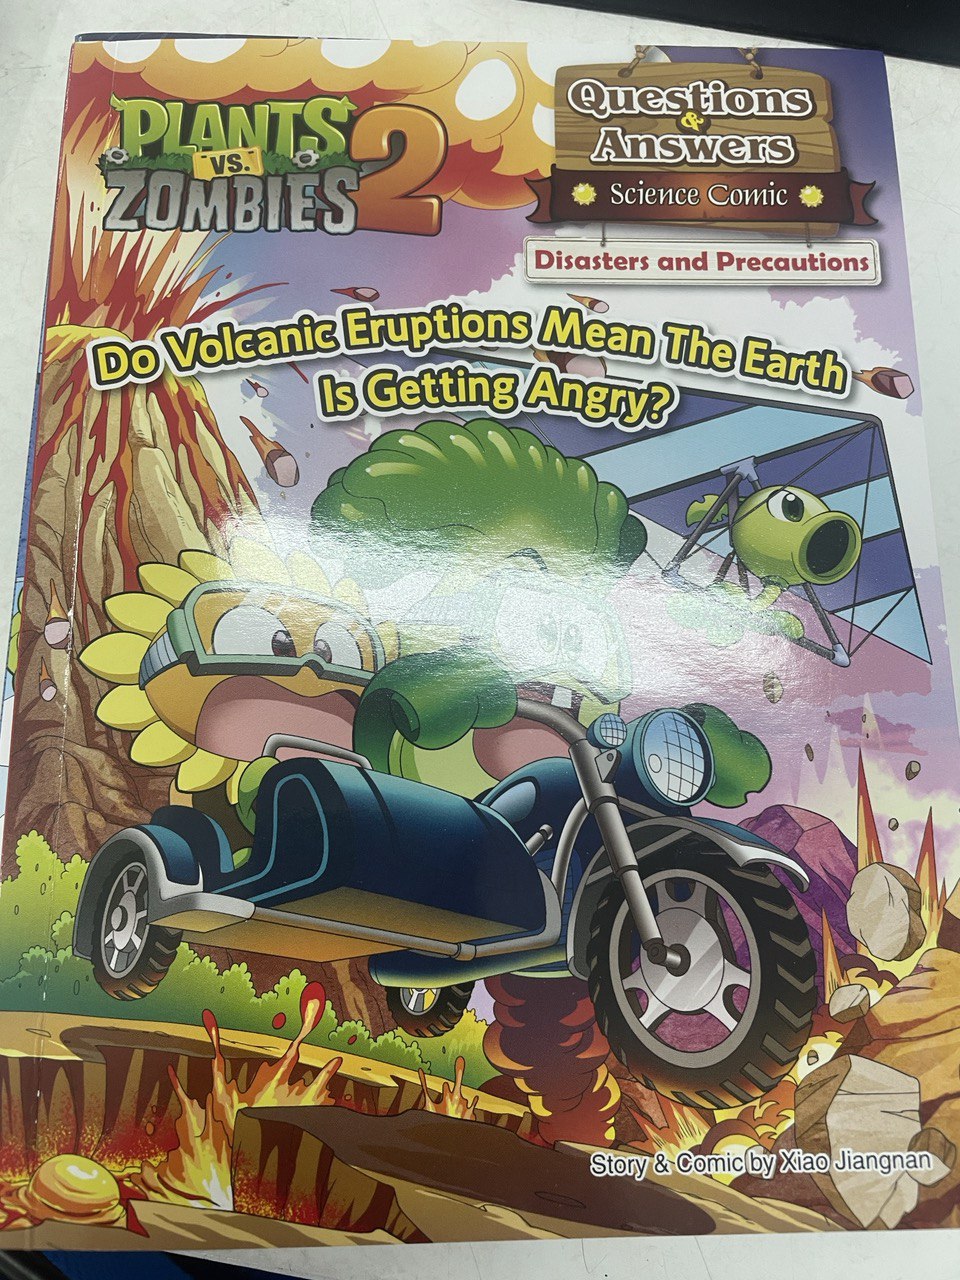 PLANTS
VS.
ZOMBIES 2
Questions
&
Answers
Science Comic
Disasters and Precautions
Do Volcanic Eruptions Mean The Earth
Is Getting Angry?
Story & Comic by Xiao Jiangnan